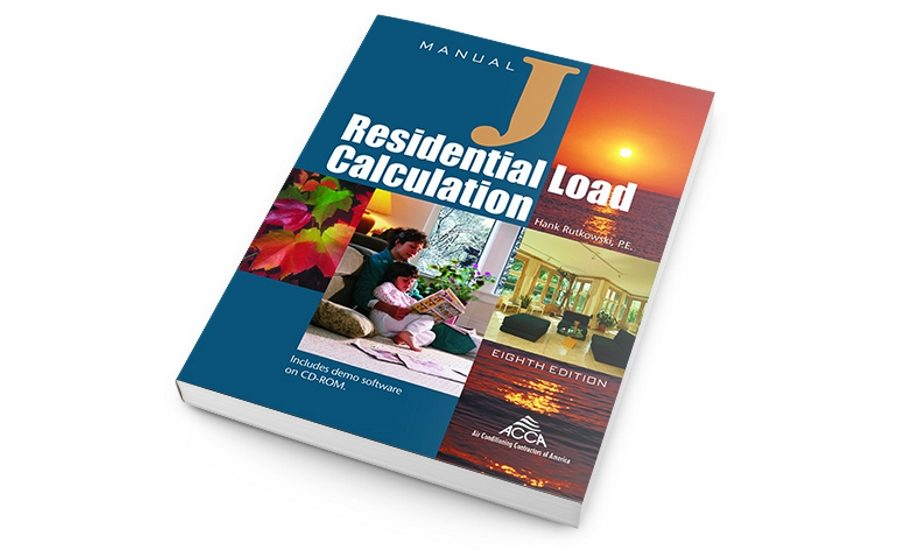 MANUAL
J
Residential Load
Calculation
Hank Rutkowski, P.E.
EIGHTH EDITION
Includes demo software
on CD-ROM.
ACCA
Air Conditioning Contractors of America